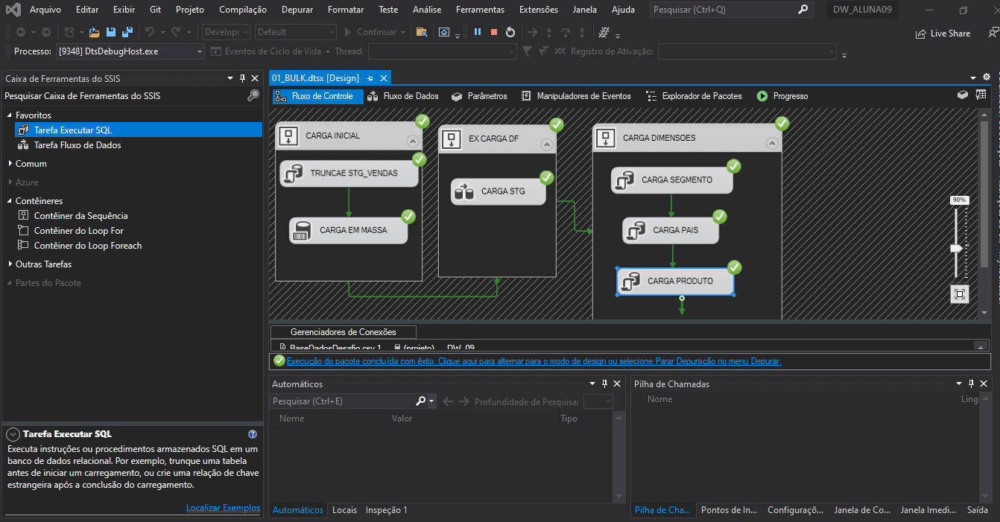 Arquivo Editar Exibir Git Projeto Compilação Depurar Formatar Teste Análise Ferramentas Extensões Janela Ajuda Pesquisar (Ctrl+Q) DW_ALUNA09
Developı Default Continuar Live Share
Processo: [9348] DtsDebugHost.exe Eventos de Ciclo de Vida Thread: Registro de Ativação:
Caixa de Ferramentas do SSIS
Pesquisar Caixa de Ferramentas do SSIS
Favoritos
Tarefa Executar SQL
Tarefa Fluxo de Dados
Comum
Azure
Contêineres
Contêiner da Sequência
Contêiner do Loop For
Contêiner do Loop Foreach
Outras Tarefas
Partes do Pacote
Tarefa Executar SQL
Executa instruções ou procedimentos armazenados SQL em um
banco de dados relacional. Por exemplo, trunque uma tabela
antes de iniciar um carregamento, ou crie uma relação de chave
estrangeira após a conclusão do carregamento.
Localizar Exemplos
01_BULK.dtsx [Design]
Fluxo de Controle Fluxo de Dados Parâmetros Manipuladores de Eventos Explorador de Pacotes Progresso
CARGA INICIAL
TRUNCAE STG_VENDAS
CARGA EM MASSA
EX CARGA DF
CARGA STG
CARGA DIMENSOES
CARGA SEGMENTO
CARGA PAIS
CARGA PRODUTO
90%
Gerenciadores de Conexões
BaseDadosDesafio.csv 1 (projeto) DW_09
Execução do pacote concluída com êxito. Clique aqui para alternar para o modo de design ou selecione Parar Depuração no menu Depurar.
Automáticos
Pesquisar (Ctrl+E) Profundidade de Pesquisa:
Nome Valor Tipo
Automáticos Locais Inspeção 1
Pilha de Chamadas
Nome Ling
Pilha de Cha... Pontos de In... Configuraçõ... Janela de Co... Janela Imedi... Saída